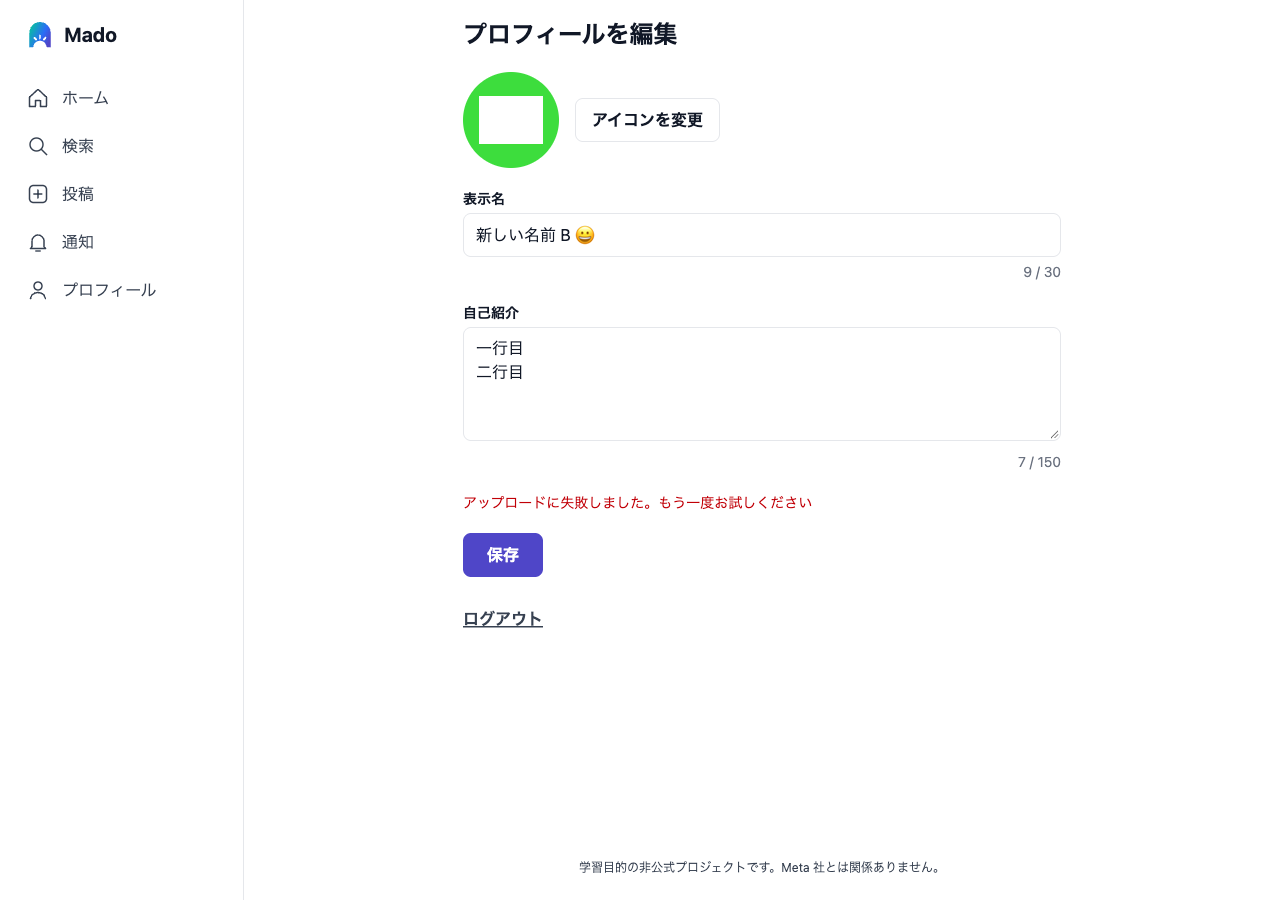 Mado
ホーム
検索
投稿
通知
プロフィール
プロフィールを編集
アイコンを変更
表示名
新しい名前 B 😀
9 / 30
自己紹介
一行目
二行目
7 / 150
アップロードに失敗しました。もう一度お試しください
保存
ログアウト
学習目的の非公式プロジェクトです。Meta 社とは関係ありません。